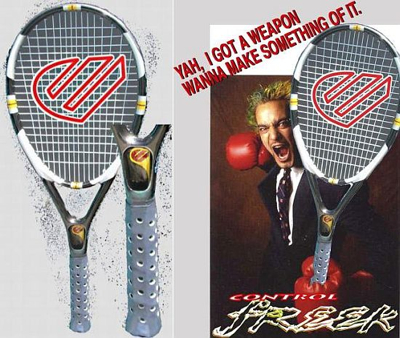 YAH, I GOT A WEAPON
WANNA MAKE SOMETHING OF IT.
CONTROL
FREEK